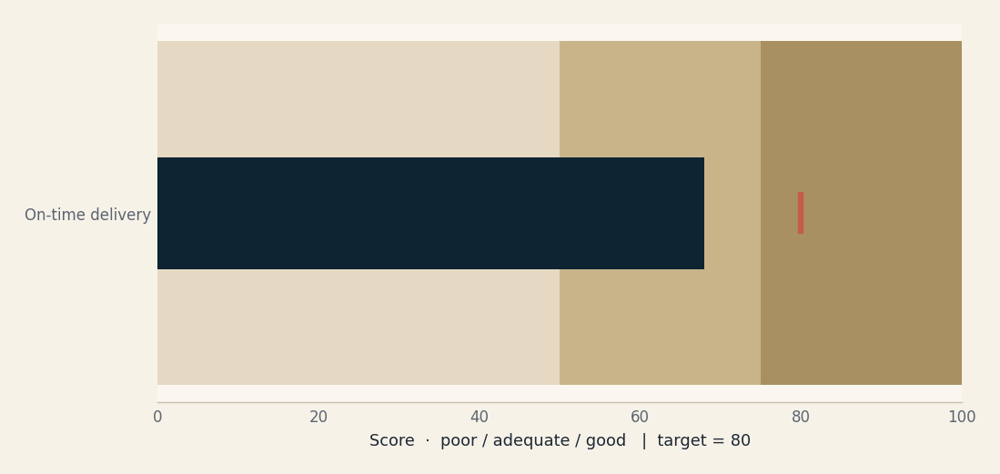 On-time delivery
0 20 40 60 80 100
Score · poor / adequate / good | target = 80